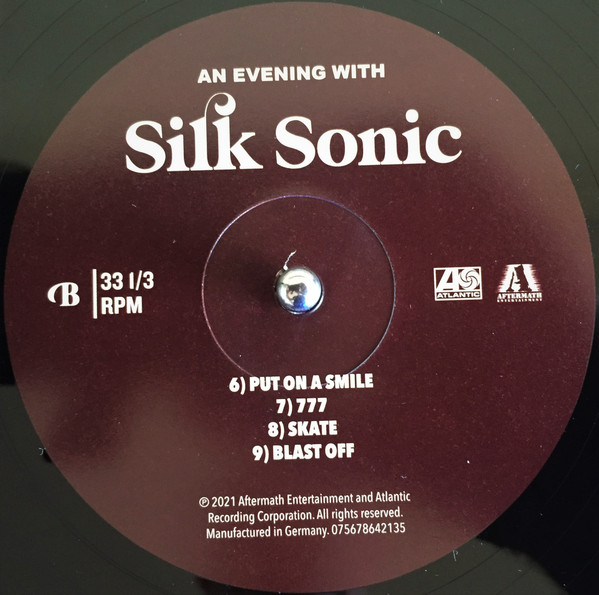 AN EVENING WITH
Silk Sonic
B
33 1/3
RPM
ATLANTIC
AFTERMATH
ENTERTAINMENT
6) PUT ON A SMILE
7) 777
8) SKATE
9) BLAST OFF
℗ 2021 Aftermath Entertainment and Atlantic
Recording Corporation. All rights reserved.
Manufactured in Germany. 075678642135